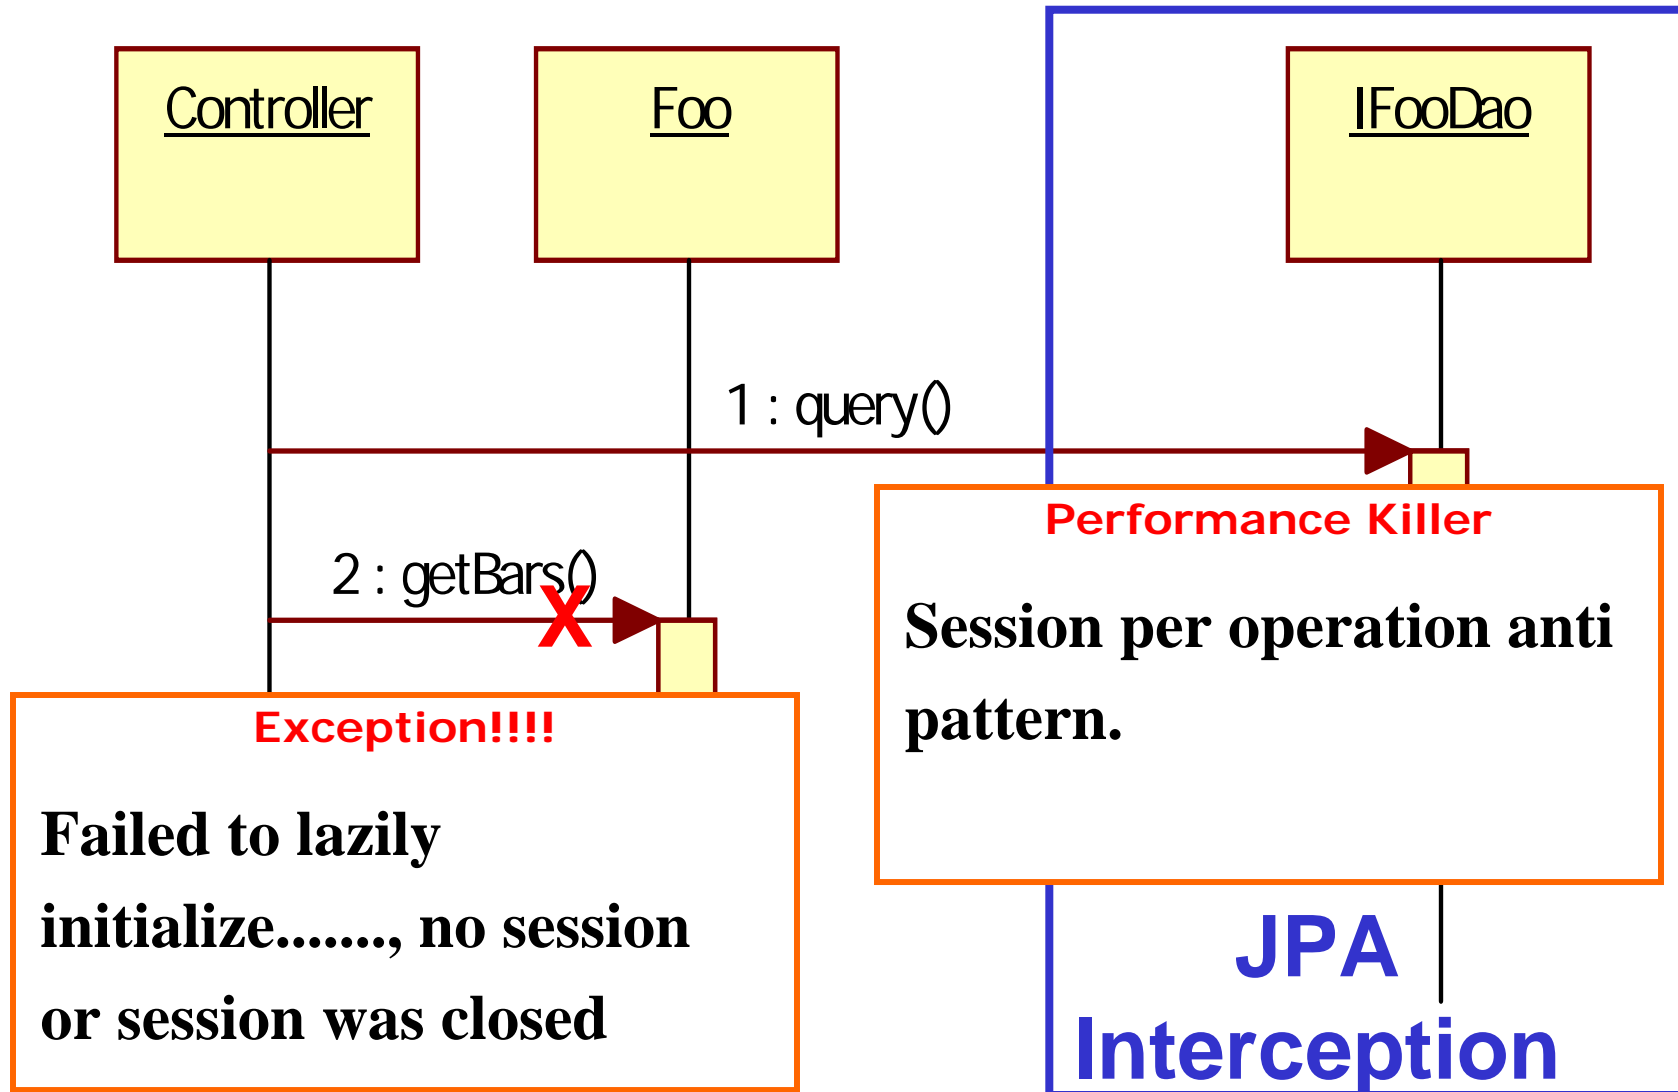 Controller
Foo
IFooDao
1 : query()
Performance Killer
Session per operation anti
pattern.
2 : getBars()
X
Exception!!!!
Failed to lazily
initialize......., no session
or session was closed
JPA
Interception